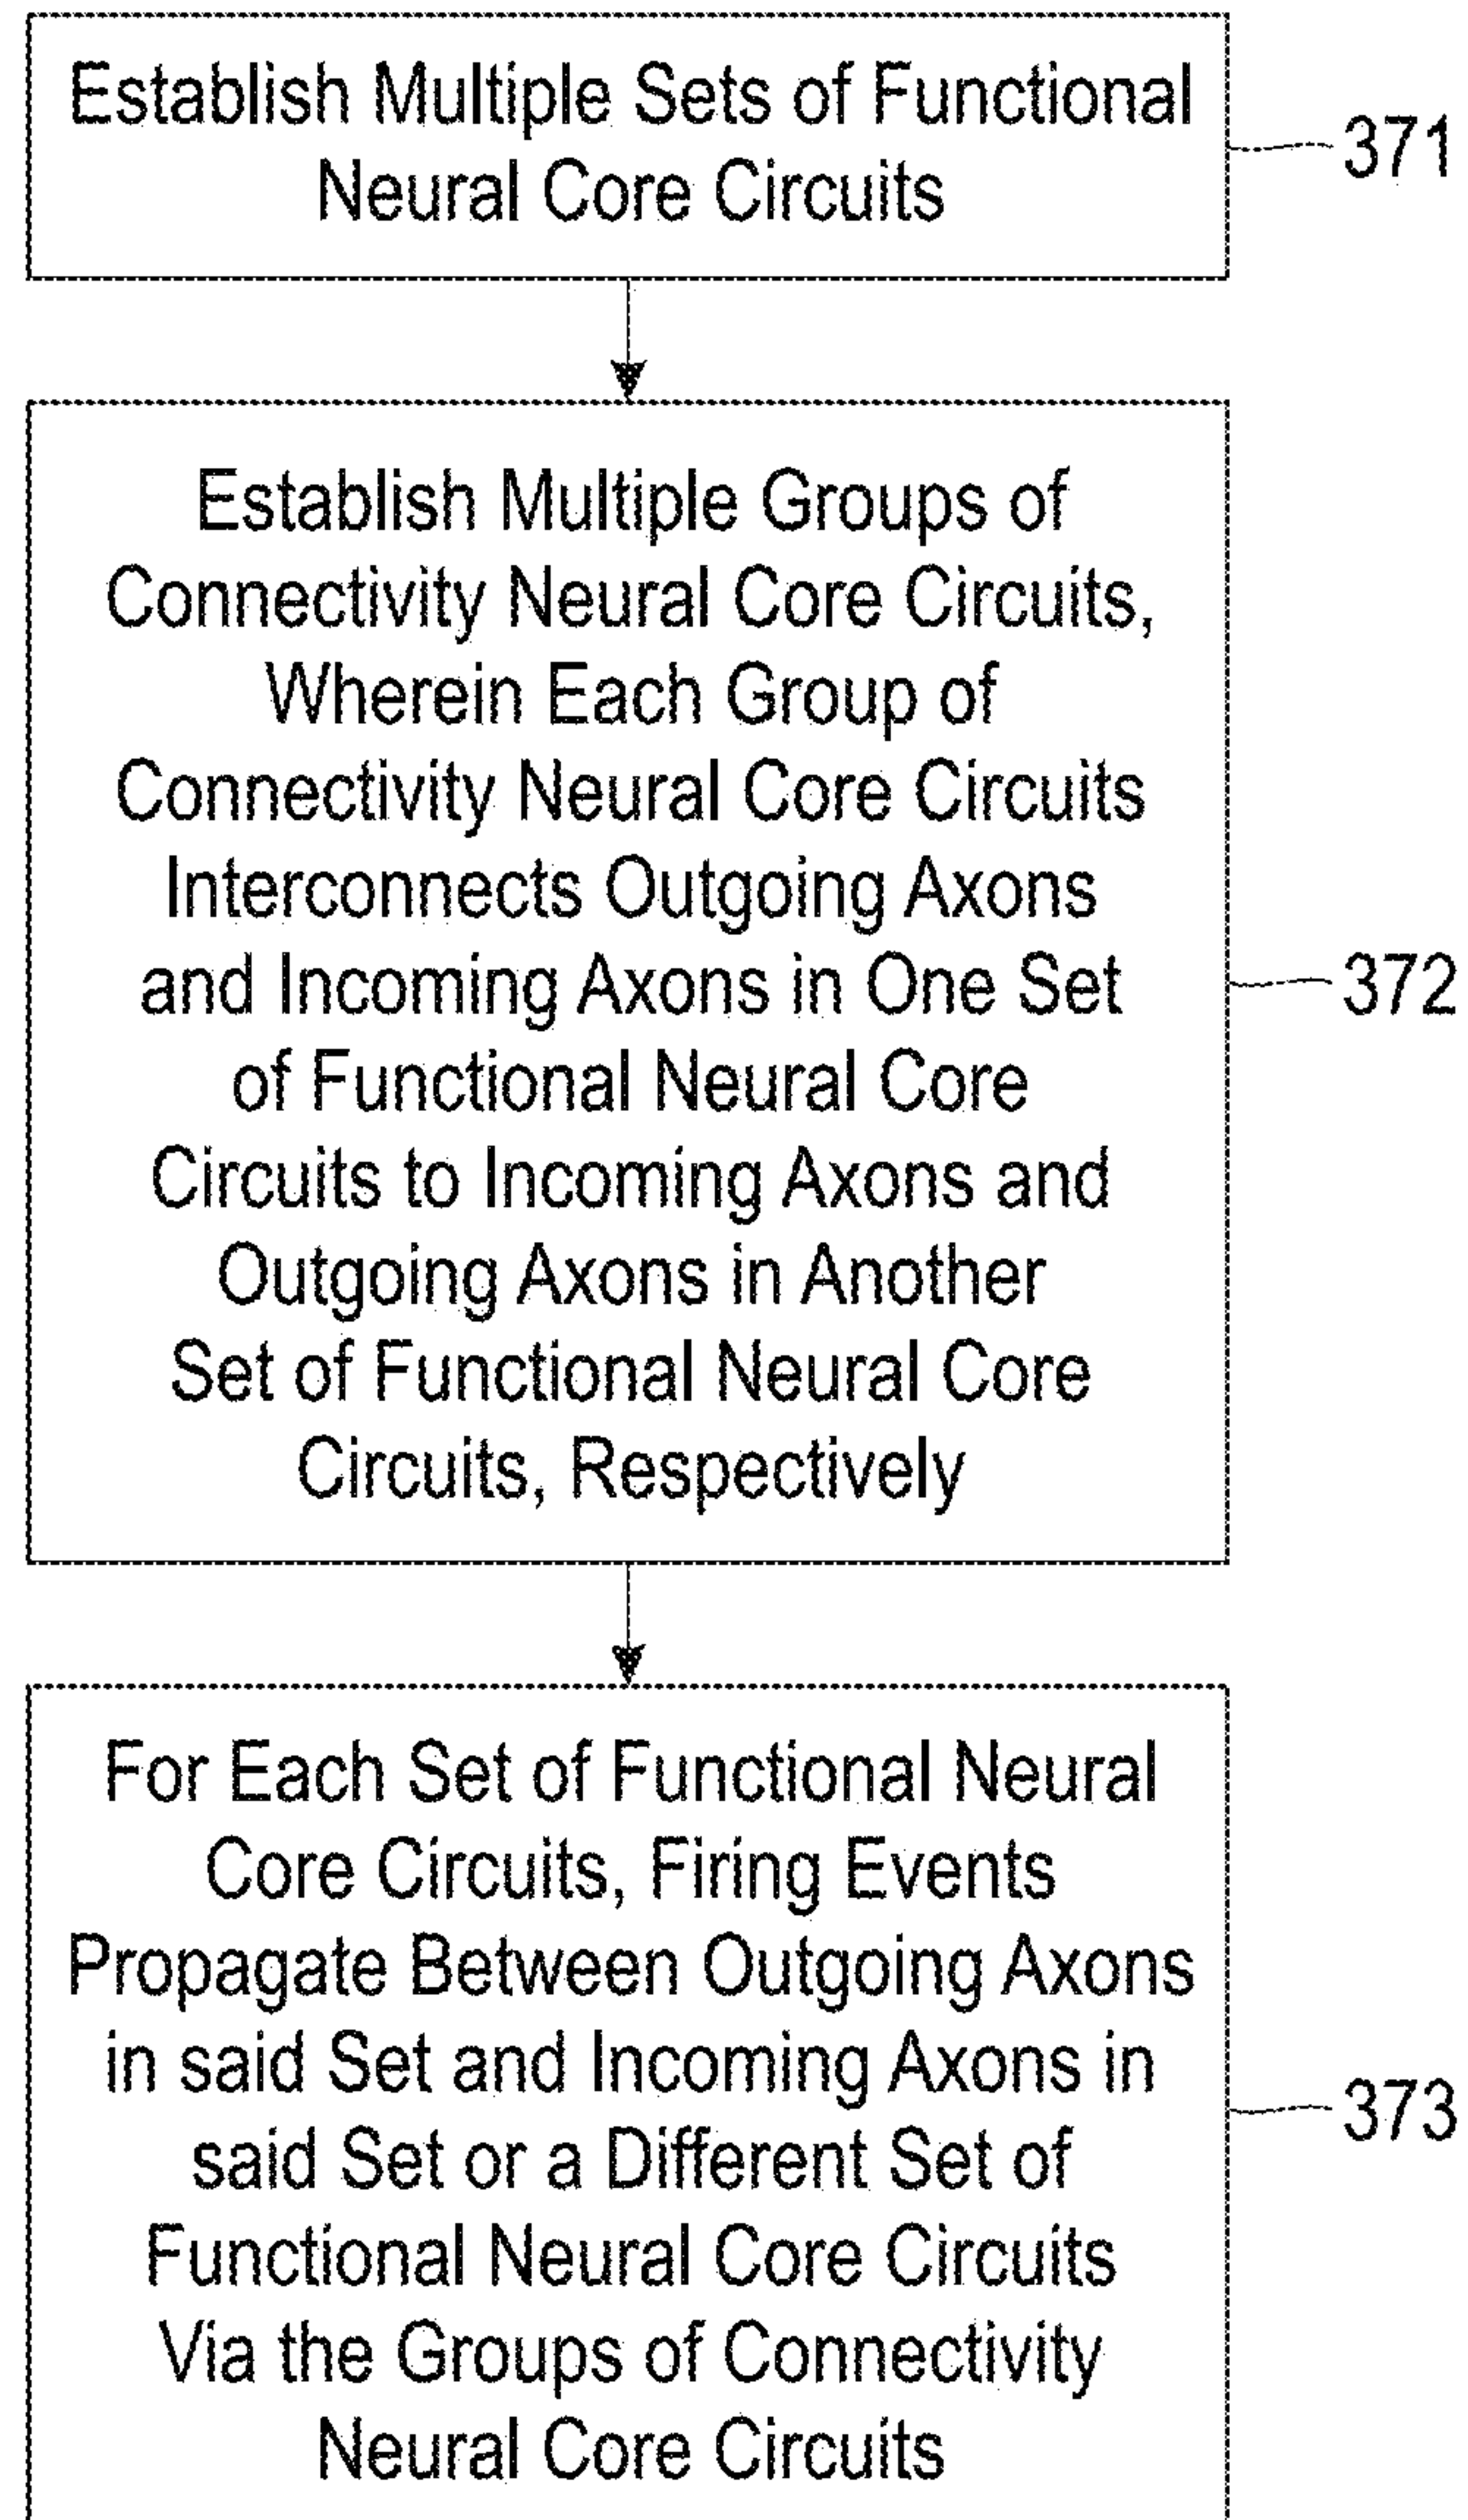 Establish Multiple Sets of Functional
Neural Core Circuits
371
Establish Multiple Groups of
Connectivity Neural Core Circuits,
Wherein Each Group of
Connectivity Neural Core Circuits
Interconnects Outgoing Axons
and Incoming Axons in One Set
of Functional Neural Core
Circuits to Incoming Axons and
Outgoing Axons in Another
Set of Functional Neural Core
Circuits, Respectively
372
For Each Set of Functional Neural
Core Circuits, Firing Events
Propagate Between Outgoing Axons
in said Set and Incoming Axons in
said Set or a Different Set of
Functional Neural Core Circuits
Via the Groups of Connectivity
Neural Core Circuits
373